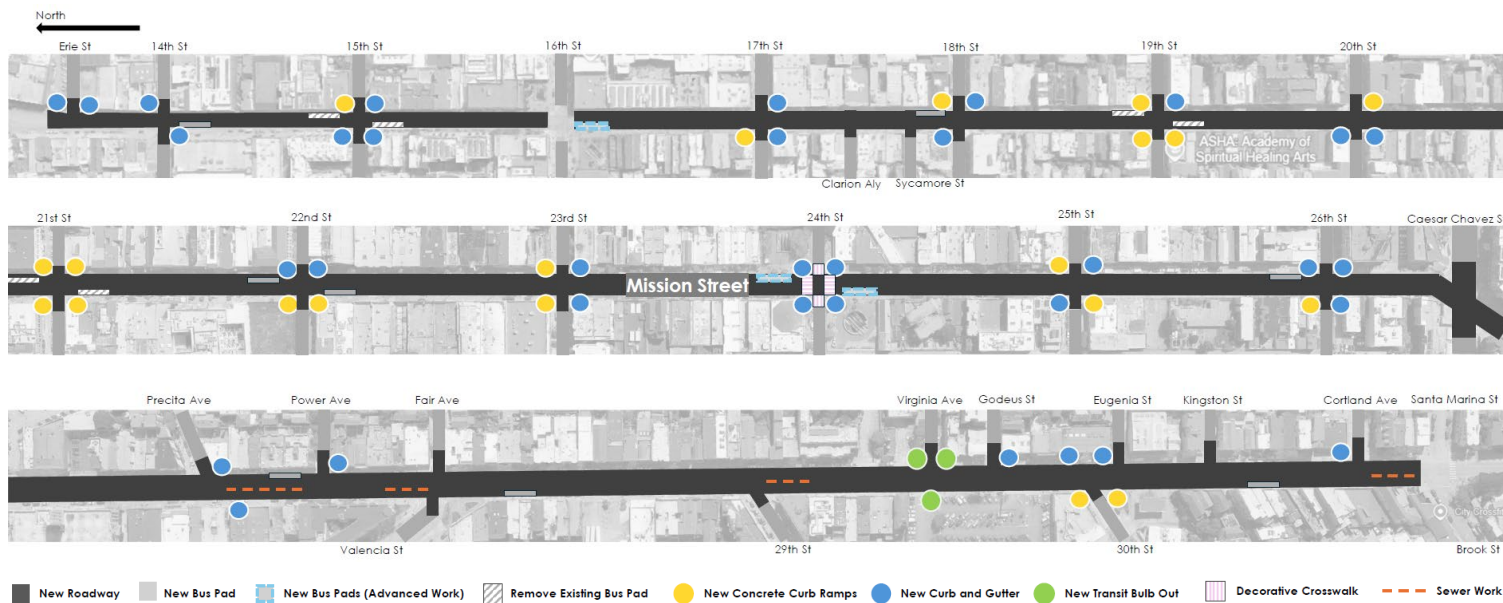 North
Erie St
14th St
15th St
16th St
17th St
18th St
19th St
20th St
ASHA- Academy of
Spiritual Healing Arts
Clarion Aly
Sycamore St
21st St
22nd St
23rd St
24th St
25th St
26th St
Caesar Chavez S
Mission Street
Precita Ave
Power Ave
Fair Ave
Virginia Ave
Godeus St
Eugenia St
Kingston St
Cortland Ave
Santa Marina St
Valencia St
29th St
30th St
Brook St
New Roadway
New Bus Pad
New Bus Pads (Advanced Work)
Remove Existing Bus Pad
New Concrete Curb Ramps
New Curb and Gutter
New Transit Bulb Out
Decorative Crosswalk
Sewer Work